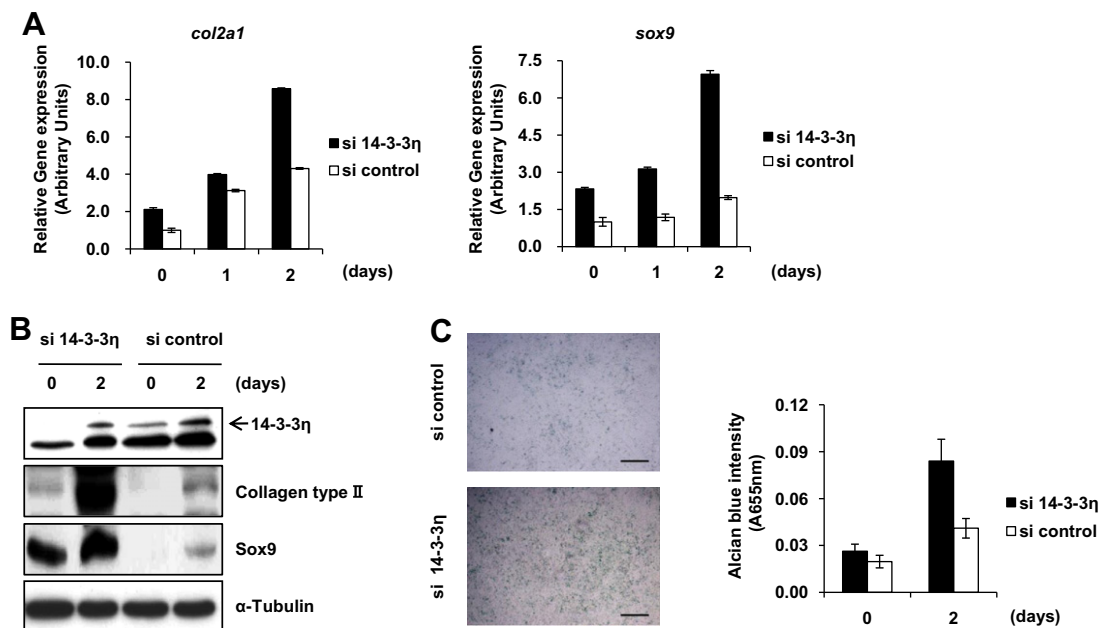 A
col2a1
Relative Gene expression
(Arbitrary Units)
10.0
8.0
6.0
4.0
2.0
0.0
0 1 2 (days)
si 14-3-3η
si control
sox9
Relative Gene expression
(Arbitrary Units)
7.5
6.0
4.5
3.0
1.5
0.0
0 1 2 (days)
si 14-3-3η
si control
B
si 14-3-3η si control
0 2 0 2 (days)
←14-3-3η
Collagen type Ⅱ
Sox9
α-Tubulin
C
si control
si 14-3-3η
Alcian blue intensity
(A655nm)
0.12
0.09
0.06
0.03
0.00
0 2 (days)
si 14-3-3η
si control